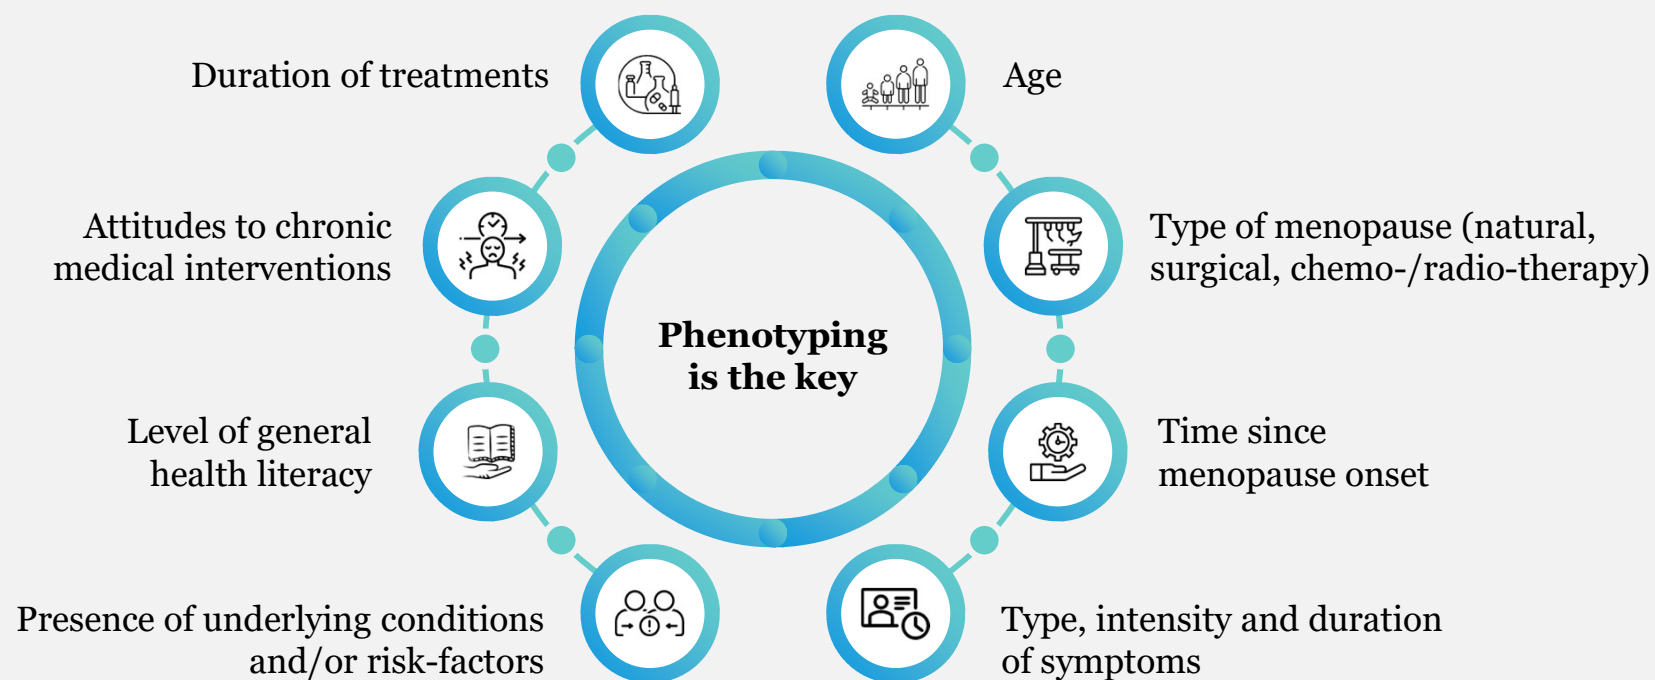 Duration of treatments
Age
Attitudes to chronic
medical interventions
Type of menopause (natural,
surgical, chemo-/radio-therapy)
Phenotyping
is the key
Level of general
health literacy
Time since
menopause onset
Presence of underlying conditions
and/or risk-factors
Type, intensity and duration
of symptoms